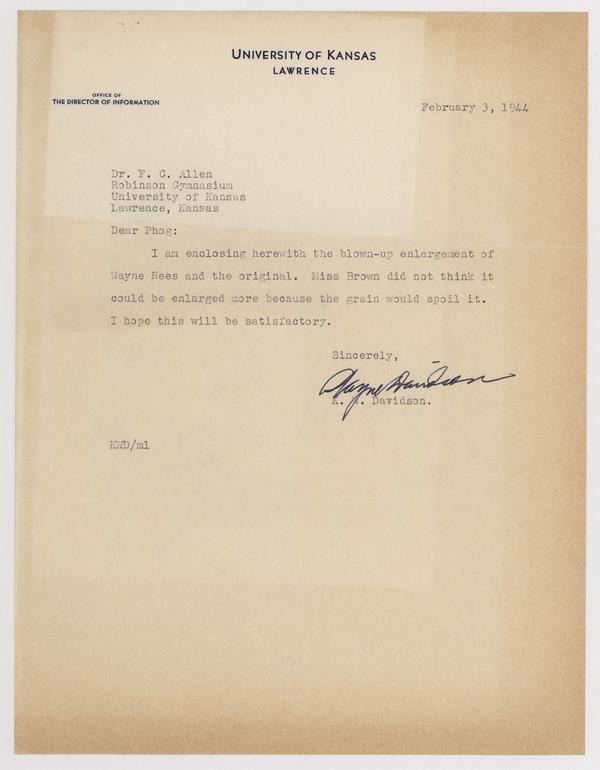 UNIVERSITY OF KANSAS
LAWRENCE
OFFICE OF
THE DIRECTOR OF INFORMATION
February 3, 1944
Dr. F. C. Allen
Robinson Gymnasium
University of Kansas
Lawrence, Kansas
Dear Phog:
I am enclosing herewith the blown-up enlargement of
Wayne Nees and the original. Miss Brown did not think it
could be enlarged more because the grain would spoil it.
I hope this will be satisfactory.
Sincerely,
Wayne Davidson
K. W. Davidson.
KWD/ml